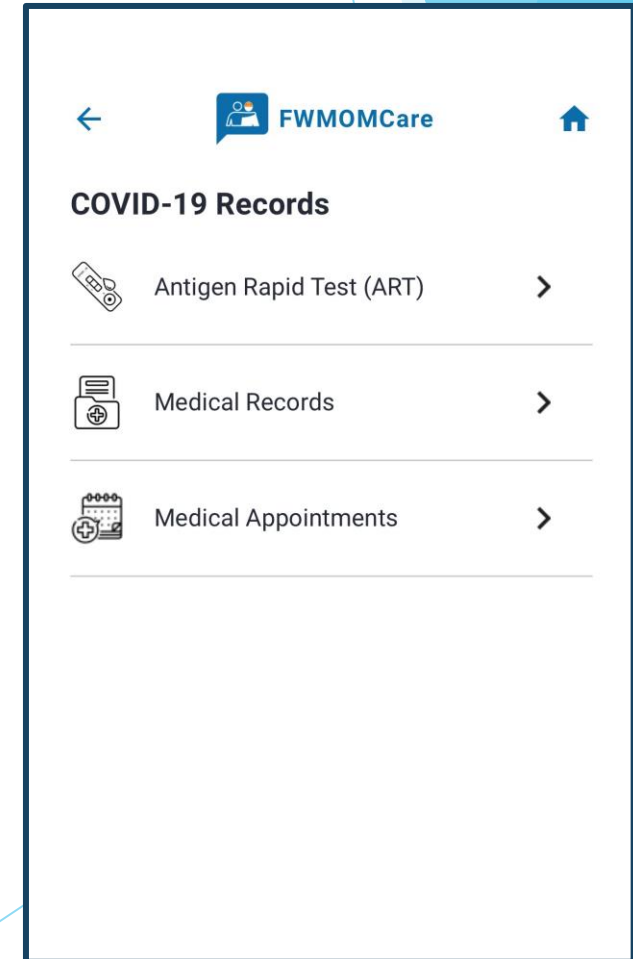 FWMOMCare
COVID-19 Records
Antigen Rapid Test (ART)
Medical Records
Medical Appointments